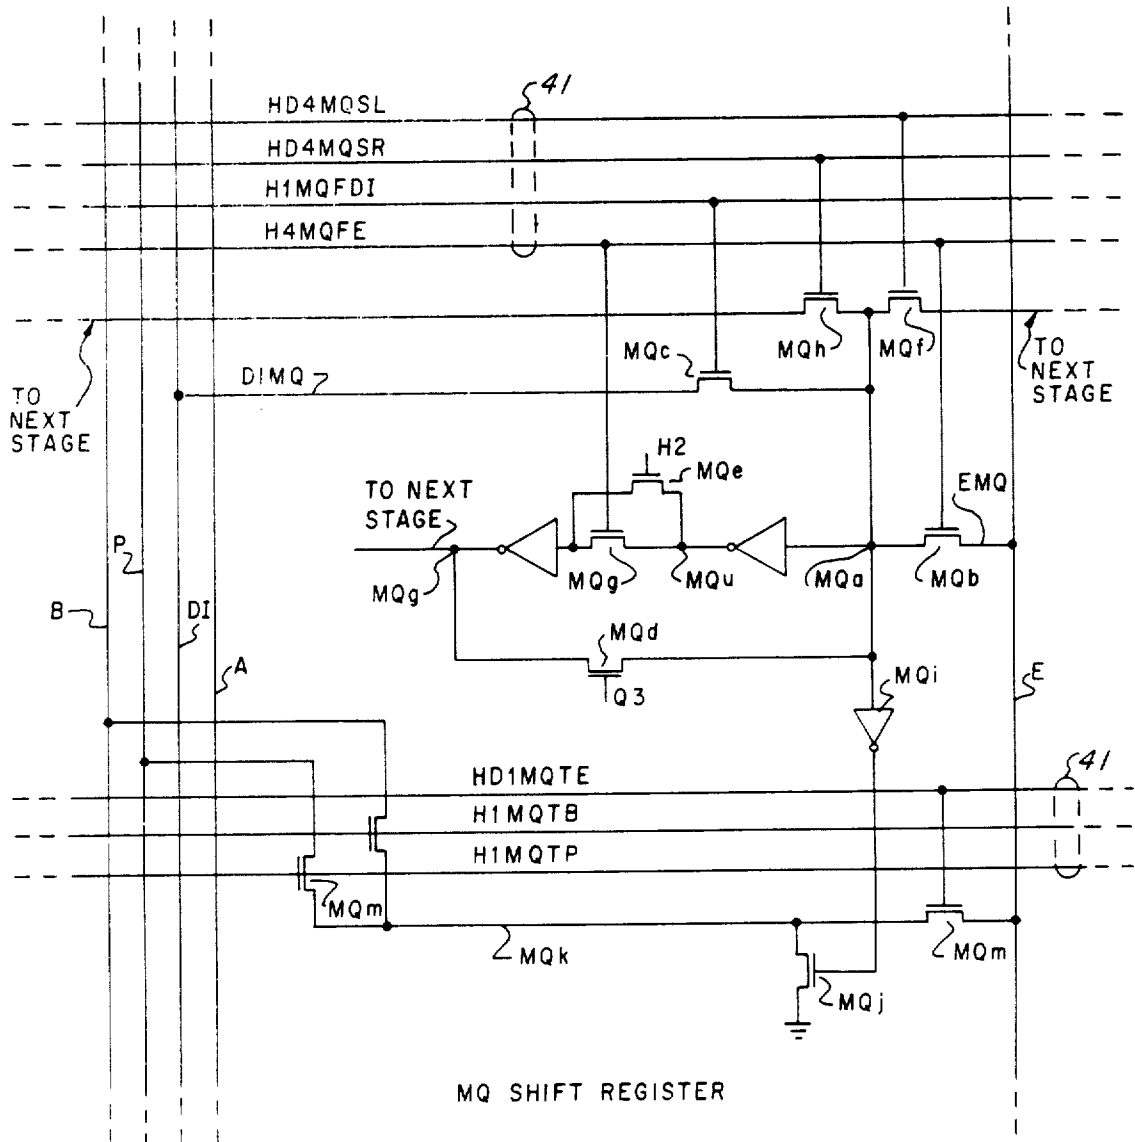 41
HD4MQSL
HD4MQSR
H1MQFDI
H4MQFE
MQc
MQh
MQf
TO
NEXT
STAGE
DIMQ
TO
NEXT
STAGE
H2
MQe
EMQ
TO NEXT
STAGE
P
MQg
MQg
MQu
MQa
MQb
B
DI
MQd
A
MQi
E
Q3
41
HD1MQTE
H1MQTB
H1MQTP
MQm
MQk
MQm
MQj
MQ SHIFT REGISTER